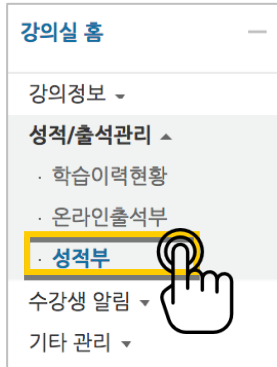 강의실 홈
강의정보
성적/출석관리
· 학습이력현황
· 온라인출석부
· 성적부
수강생 알림
기타 관리